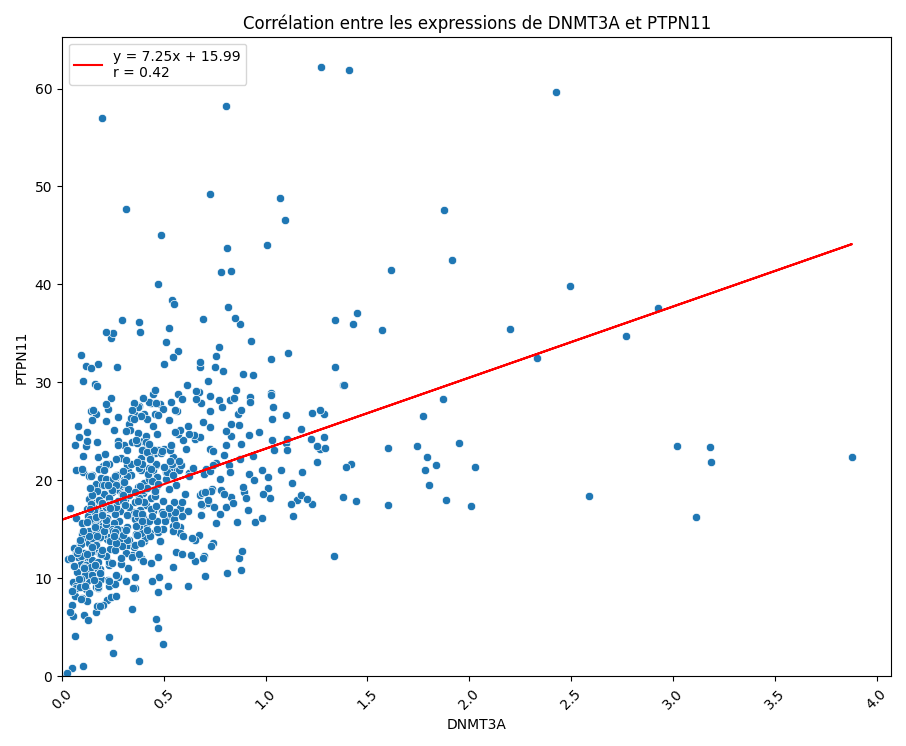 Corrélation entre les expressions de DNMT3A et PTPN11
y = 7.25x + 15.99
r = 0.42
PTPN11
60
50
40
30
20
10
0
0.0 0.5 1.0 1.5 2.0 2.5 3.0 3.5 4.0
DNMT3A